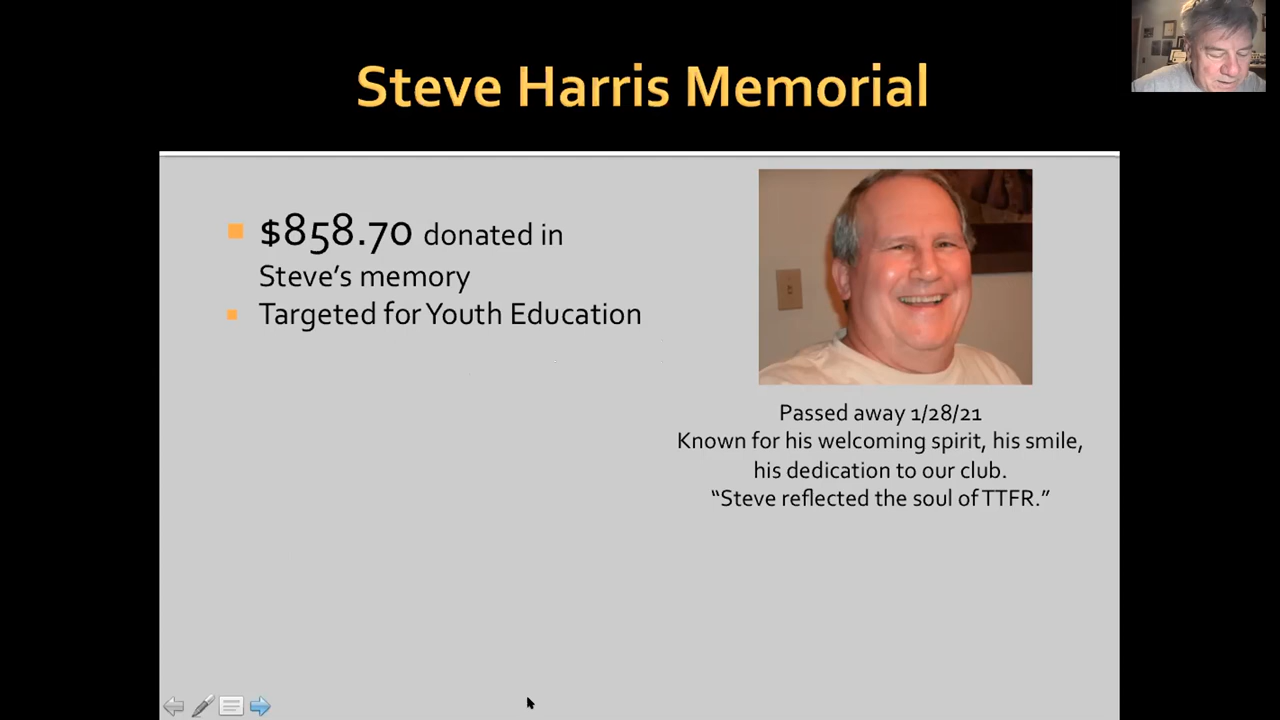 Steve Harris Memorial
$858.70 donated in
Steve's memory
Targeted for Youth Education
Passed away 1/28/21
Known for his welcoming spirit, his smile,
his dedication to our club.
“Steve reflected the soul of TTFR.”